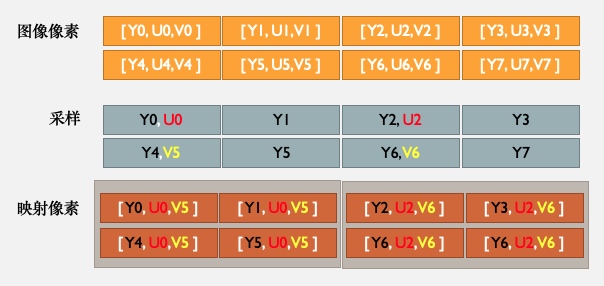 图像像素 [Y0, U0,V0 ] [Y1, U1,V1 ] [Y2, U2,V2 ] [Y3, U3,V3 ]
[Y4, U4,V4 ] [Y5, U5,V5 ] [Y6, U6,V6 ] [Y7, U7,V7 ]
采样 Y0, U0 Y1 Y2, U2 Y3
Y4,V5 Y5 Y6,V6 Y7
映射像素 [Y0, U0,V5 ] [Y1, U0,V5 ] [Y2, U2,V6 ] [Y3, U2,V6 ]
[Y4, U0,V5 ] [Y5, U0,V5 ] [Y6, U2,V6 ] [Y6, U2,V6 ]